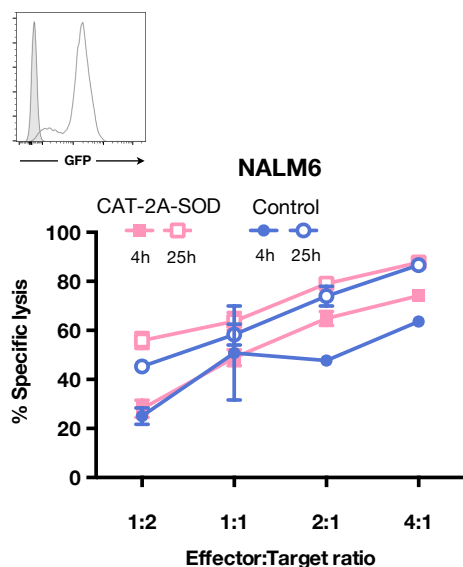 GFP
NALM6
CAT-2A-SOD Control
4h 25h 4h 25h
% Specific lysis
100
80
60
40
20
0
1:2 1:1 2:1 4:1
Effector:Target ratio